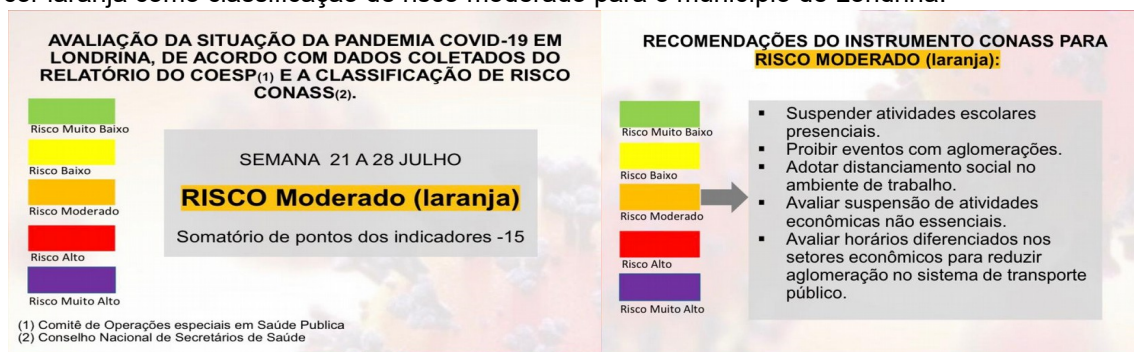 ser laranja como classificação de risco moderado para o município de Londrina.
AVALIAÇÃO DA SITUAÇÃO DA PANDEMIA COVID-19 EM
LONDRINA, DE ACORDO COM DADOS COLETADOS DO
RELATÓRIO DO COESP(1) E A CLASSIFICAÇÃO DE RISCO
CONASS(2).
Risco Muito Baixo
Risco Baixo
Risco Moderado
Risco Alto
Risco Muito Alto
SEMANA 21 A 28 JULHO
RISCO Moderado (laranja)
Somatório de pontos dos indicadores -15
(1) Comitê de Operações especiais em Saúde Publica
(2) Conselho Nacional de Secretários de Saúde
RECOMENDAÇÕES DO INSTRUMENTO CONASS PARA
RISCO MODERADO (laranja):
Risco Muito Baixo
Risco Baixo
Risco Moderado
Risco Alto
Risco Muito Alto
▪ Suspender atividades escolares
presenciais.
▪ Proibir eventos com aglomerações.
▪ Adotar distanciamento social no
ambiente de trabalho.
▪ Avaliar suspensão de atividades
econômicas não essenciais.
▪ Avaliar horários diferenciados nos
setores econômicos para reduzir
aglomeração no sistema de transporte
público.